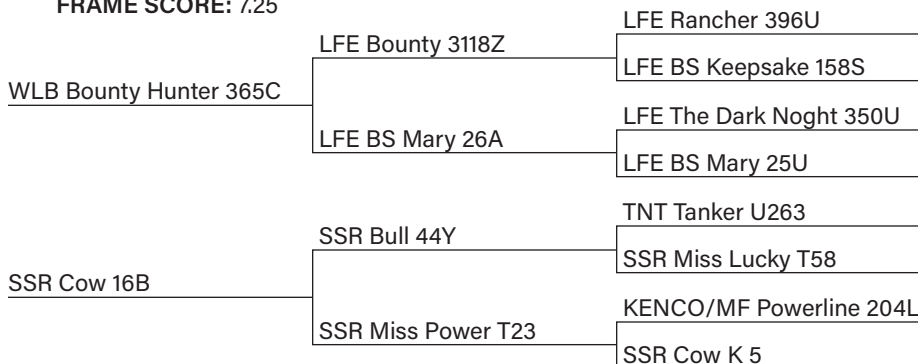 FRAME SCORE: 7.25
LFE Rancher 396U
LFE Bounty 3118Z
LFE BS Keepsake 158S
WLB Bounty Hunter 365C
LFE The Dark Noght 350U
LFE BS Mary 26A
LFE BS Mary 25U
TNT Tanker U263
SSR Bull 44Y
SSR Miss Lucky T58
SSR Cow 16B
KENCO/MF Powerline 204L
SSR Miss Power T23
SSR Cow K 5